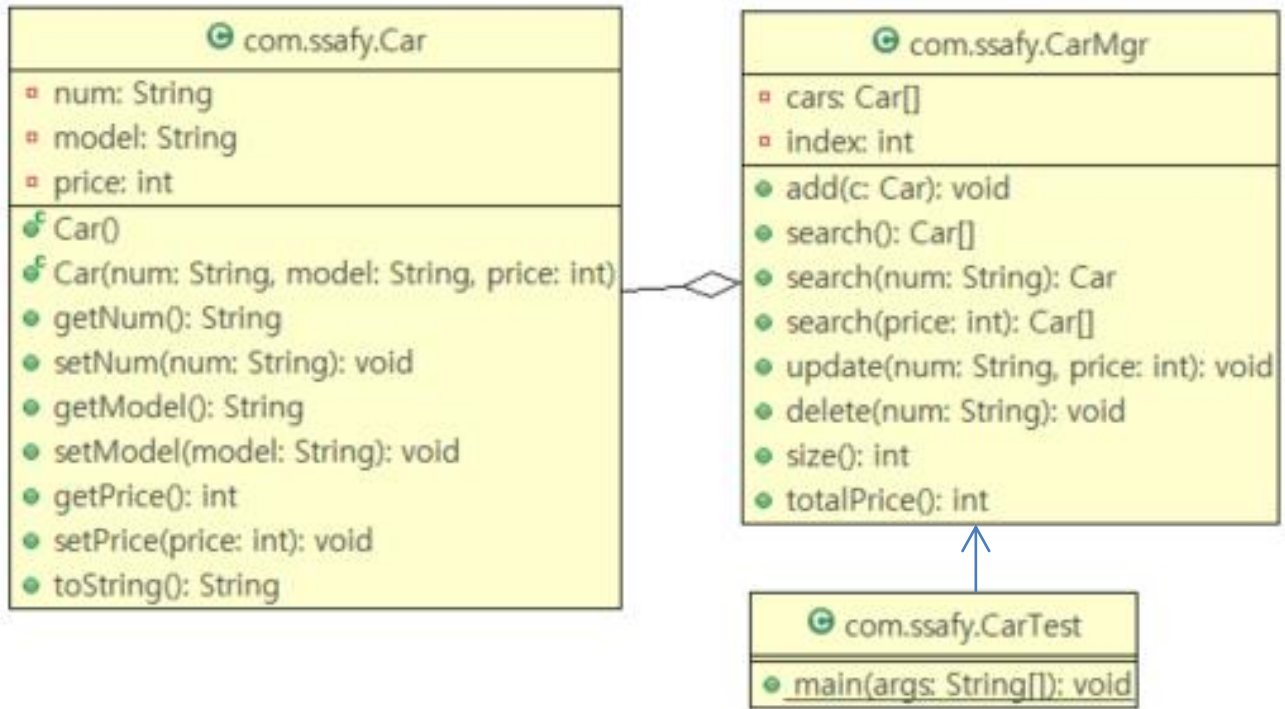 com.ssafy.Car
num: String
model: String
price: int
Car()
Car(num: String, model: String, price: int)
getNum(): String
setNum(num: String): void
getModel(): String
setModel(model: String): void
getPrice(): int
setPrice(price: int): void
toString(): String
com.ssafy.CarMgr
cars: Car[]
index: int
add(c: Car): void
search(): Car[]
search(num: String): Car
search(price: int): Car[]
update(num: String, price: int): void
delete(num: String): void
size(): int
totalPrice(): int
com.ssafy.CarTest
main(args: String[]): void